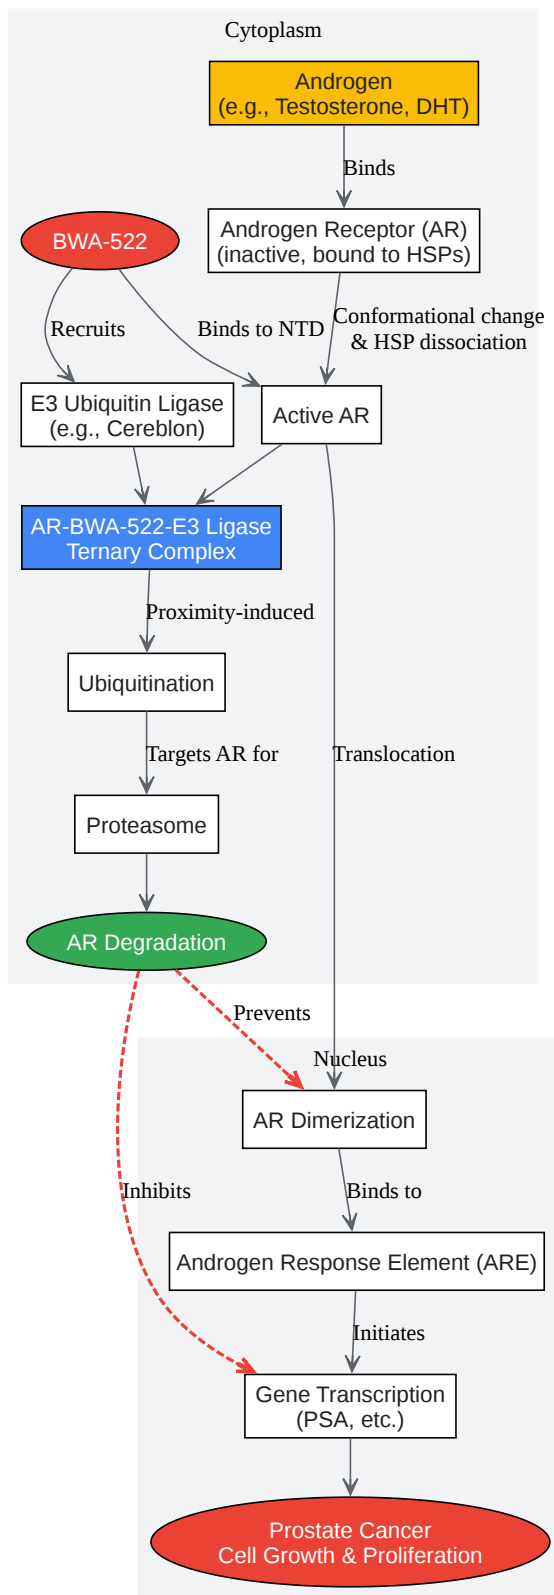 Cytoplasm
Androgen
(e.g., Testosterone, DHT)
Binds
BWA-522
Androgen Receptor (AR)
(inactive, bound to HSPs)
Recruits
Binds to NTD
Conformational change
& HSP dissociation
E3 Ubiquitin Ligase
(e.g., Cereblon)
Active AR
AR-BWA-522-E3 Ligase
Ternary Complex
Proximity-induced
Ubiquitination
Targets AR for
Translocation
Proteasome
AR Degradation
Prevents
Nucleus
AR Dimerization
Inhibits
Binds to
Androgen Response Element (ARE)
Initiates
Gene Transcription
(PSA, etc.)
Prostate Cancer
Cell Growth & Proliferation